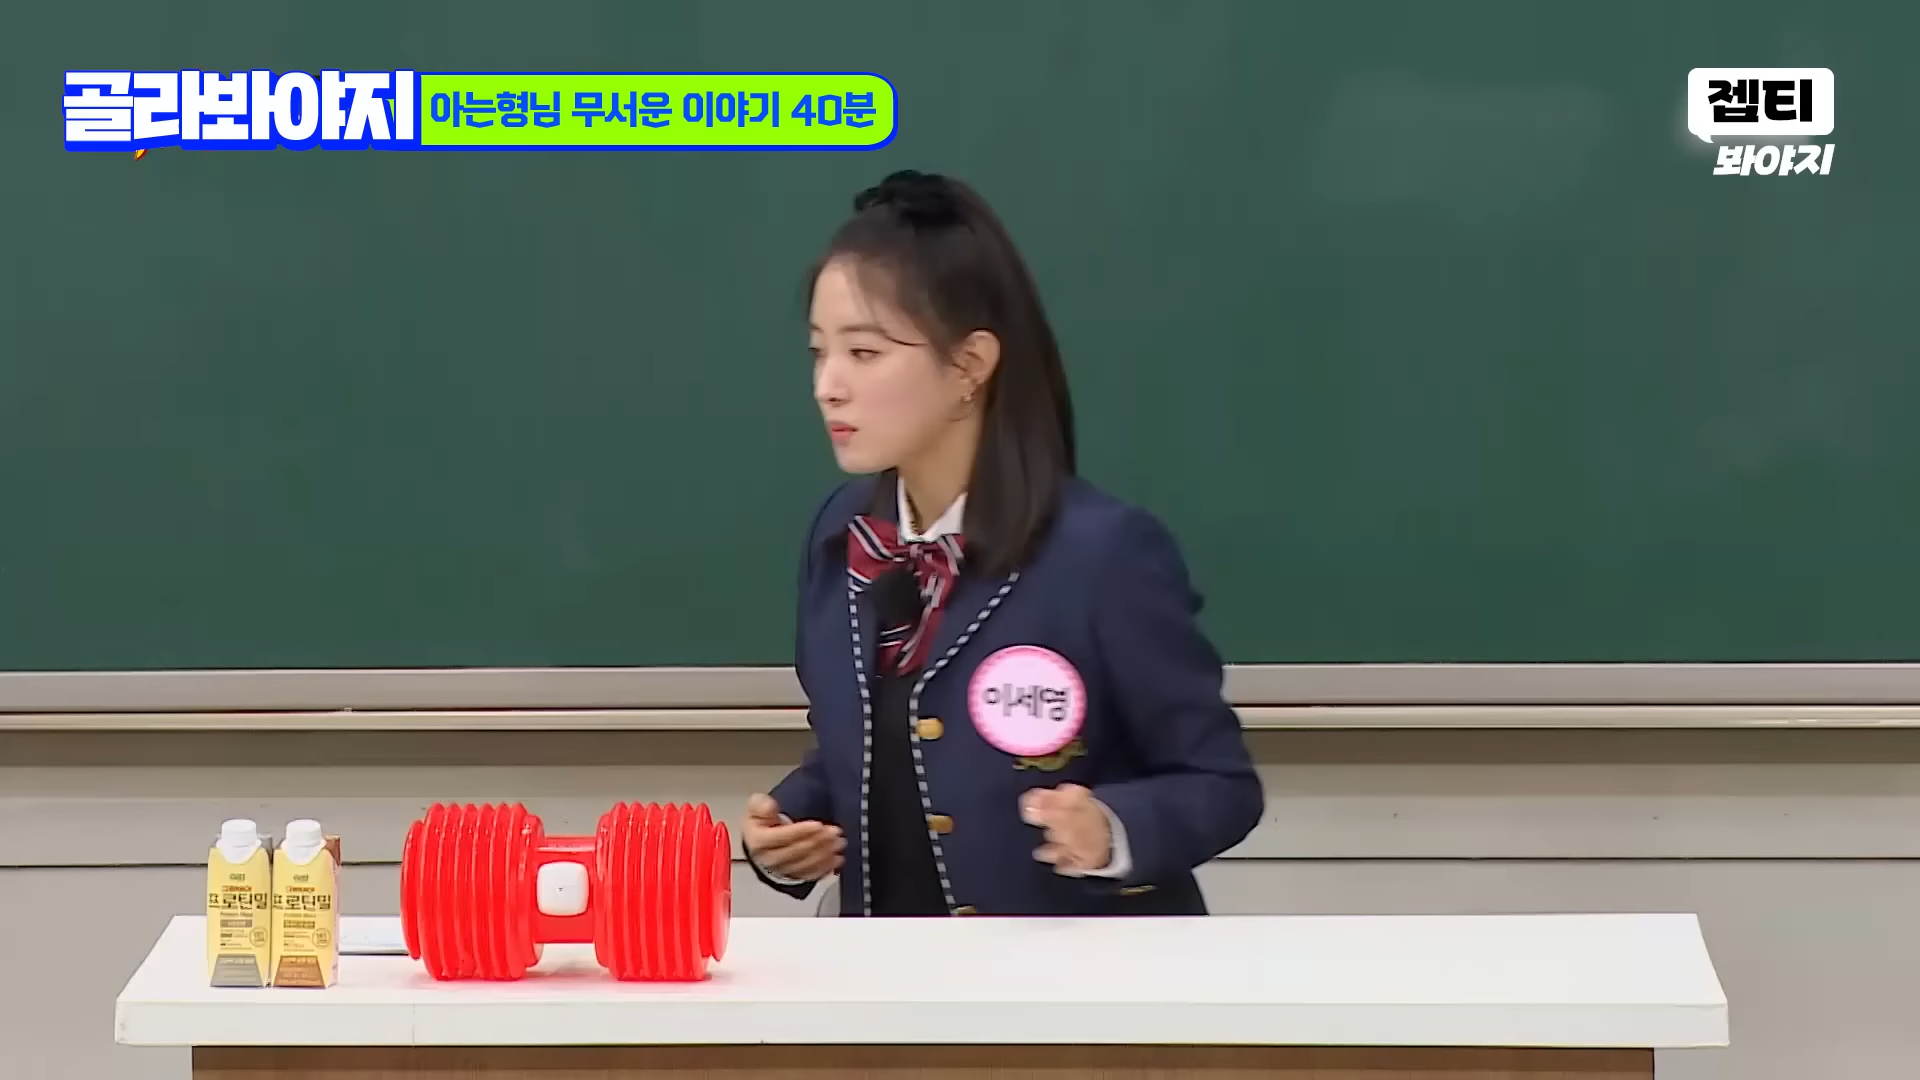 골라봐야지 아는형님 무서운 이야기 40분
젭티
봐야지
이세영
프로틴밀 프로틴밀